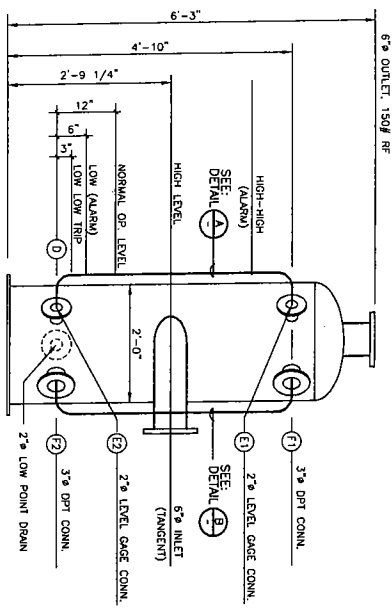 6'-3"
4'-10"
2'-9 1/4"
12"
6"
3"
6"ø OUTLET, 150# RF
HIGH-HIGH
(ALARM)
SEE:
DETAIL
A
-
HIGH LEVEL
NORMAL OP. LEVEL
LOW (ALARM)
LOW LOW TRIP
D
2'-0"
F1
3"ø DPT CONN.
E1
2"ø LEVEL GAGE CONN.
SEE:
DETAIL
B
-
6"ø INLET
(TANGENT)
E2
2"ø LEVEL GAGE CONN.
F2
3"ø DPT CONN.
2"ø LOW POINT DRAIN